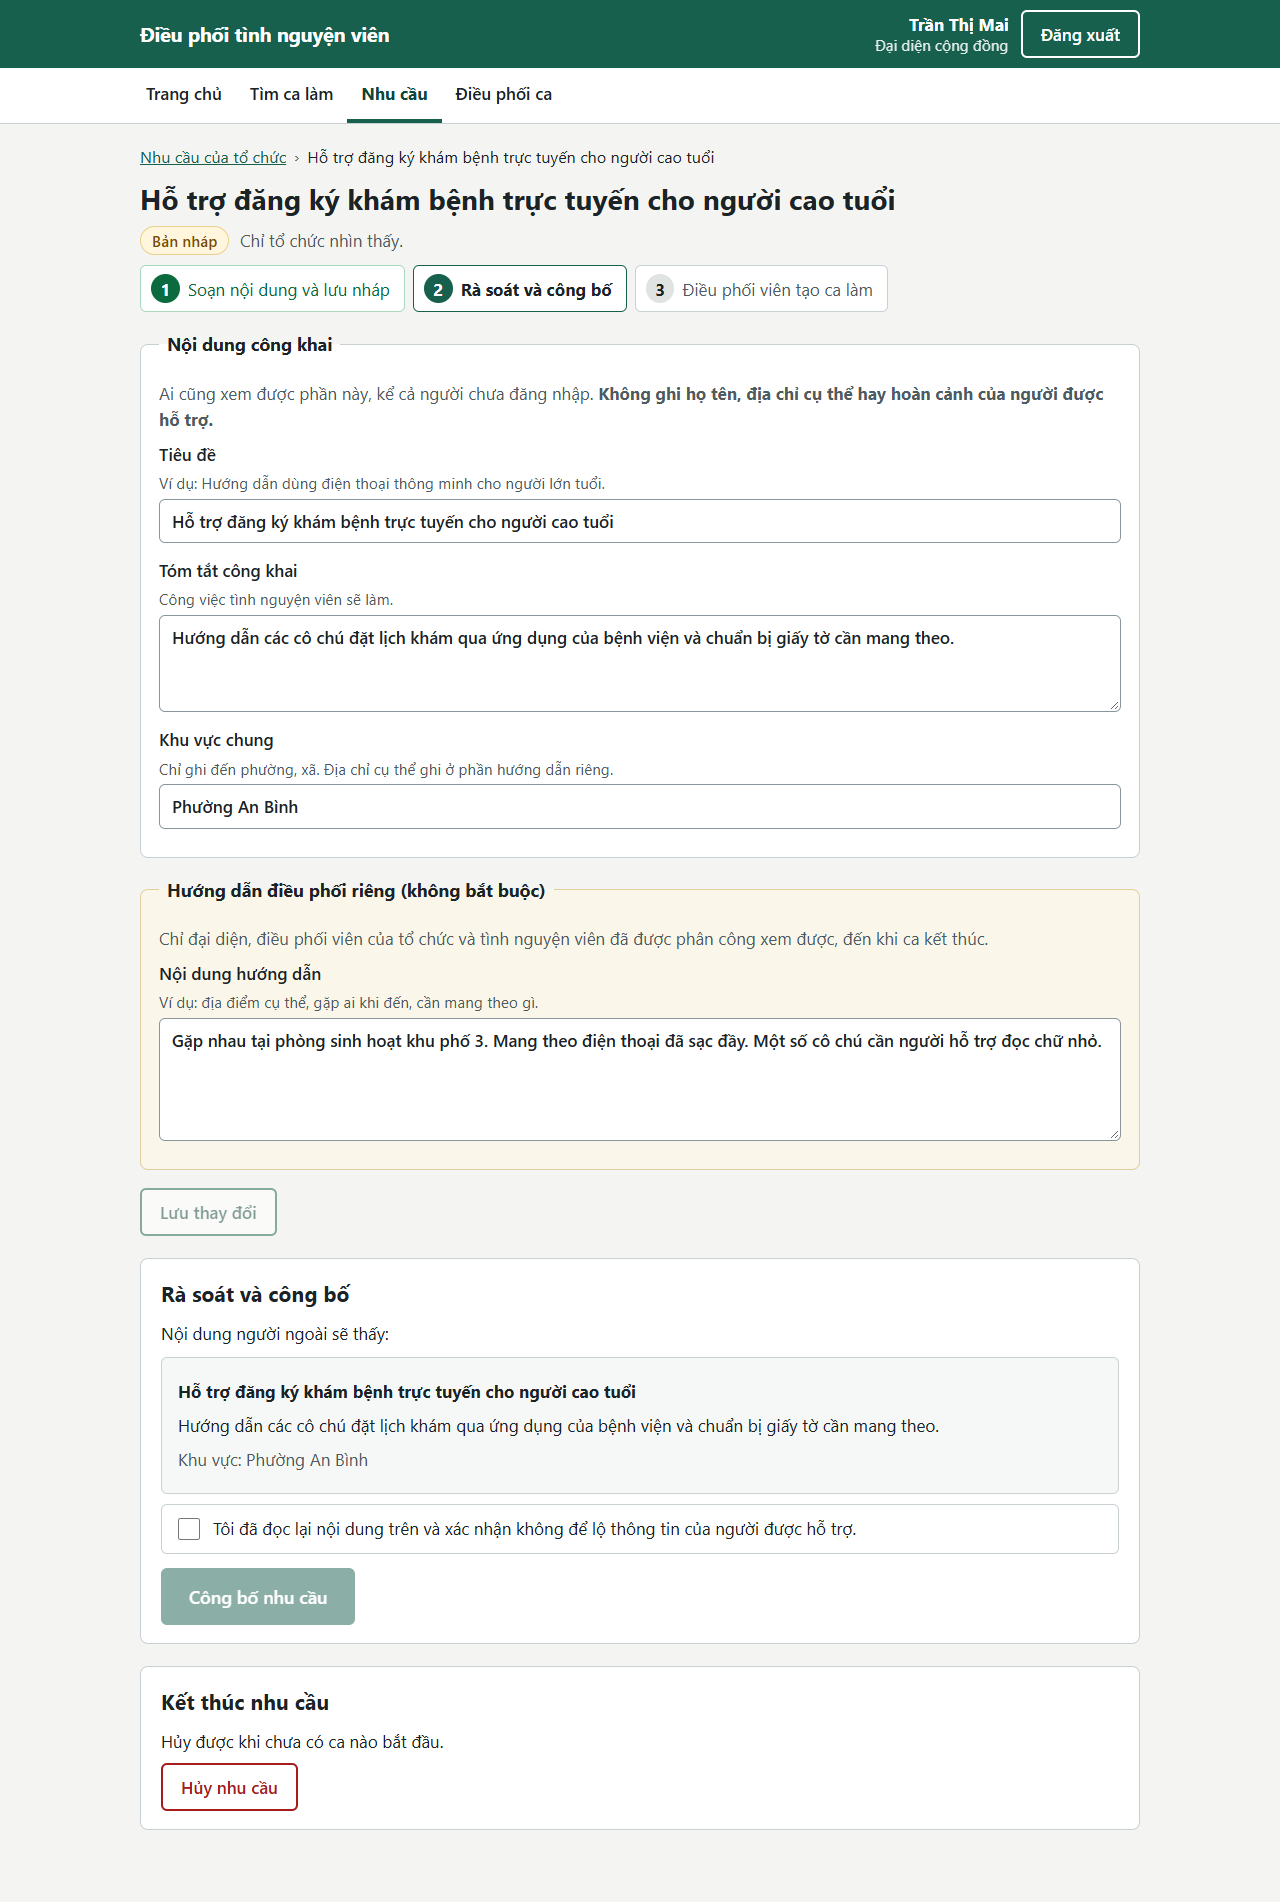 Điều phối tình nguyện viên
Trần Thị Mai
Đại diện cộng đồng
Đăng xuất
Trang chủ
Tìm ca làm
Nhu cầu
Điều phối ca
Nhu cầu của tổ chức › Hỗ trợ đăng ký khám bệnh trực tuyến cho người cao tuổi
Hỗ trợ đăng ký khám bệnh trực tuyến cho người cao tuổi
Bản nháp Chỉ tổ chức nhìn thấy.
1 Soạn nội dung và lưu nháp
2 Rà soát và công bố
3 Điều phối viên tạo ca làm
Nội dung công khai
Ai cũng xem được phần này, kể cả người chưa đăng nhập. Không ghi họ tên, địa chỉ cụ thể hay hoàn cảnh của người được
hỗ trợ.
Tiêu đề
Ví dụ: Hướng dẫn dùng điện thoại thông minh cho người lớn tuổi.
Hỗ trợ đăng ký khám bệnh trực tuyến cho người cao tuổi
Tóm tắt công khai
Công việc tình nguyện viên sẽ làm.
Hướng dẫn các cô chú đặt lịch khám qua ứng dụng của bệnh viện và chuẩn bị giấy tờ cần mang theo.
Khu vực chung
Chỉ ghi đến phường, xã. Địa chỉ cụ thể ghi ở phần hướng dẫn riêng.
Phường An Bình
Hướng dẫn điều phối riêng (không bắt buộc)
Chỉ đại diện, điều phối viên của tổ chức và tình nguyện viên đã được phân công xem được, đến khi ca kết thúc.
Nội dung hướng dẫn
Ví dụ: địa điểm cụ thể, gặp ai khi đến, cần mang theo gì.
Gặp nhau tại phòng sinh hoạt khu phố 3. Mang theo điện thoại đã sạc đầy. Một số cô chú cần người hỗ trợ đọc chữ nhỏ.
Lưu thay đổi
Rà soát và công bố
Nội dung người ngoài sẽ thấy:
Hỗ trợ đăng ký khám bệnh trực tuyến cho người cao tuổi
Hướng dẫn các cô chú đặt lịch khám qua ứng dụng của bệnh viện và chuẩn bị giấy tờ cần mang theo.
Khu vực: Phường An Bình
Tôi đã đọc lại nội dung trên và xác nhận không để lộ thông tin của người được hỗ trợ.
Công bố nhu cầu
Kết thúc nhu cầu
Hủy được khi chưa có ca nào bắt đầu.
Hủy nhu cầu